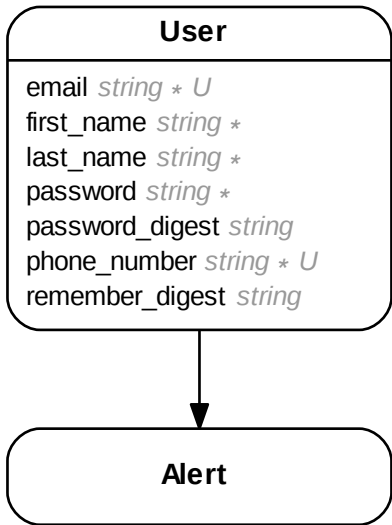 User
email string * U
first_name string *
last_name string *
password string *
password_digest string
phone_number string * U
remember_digest string
Alert